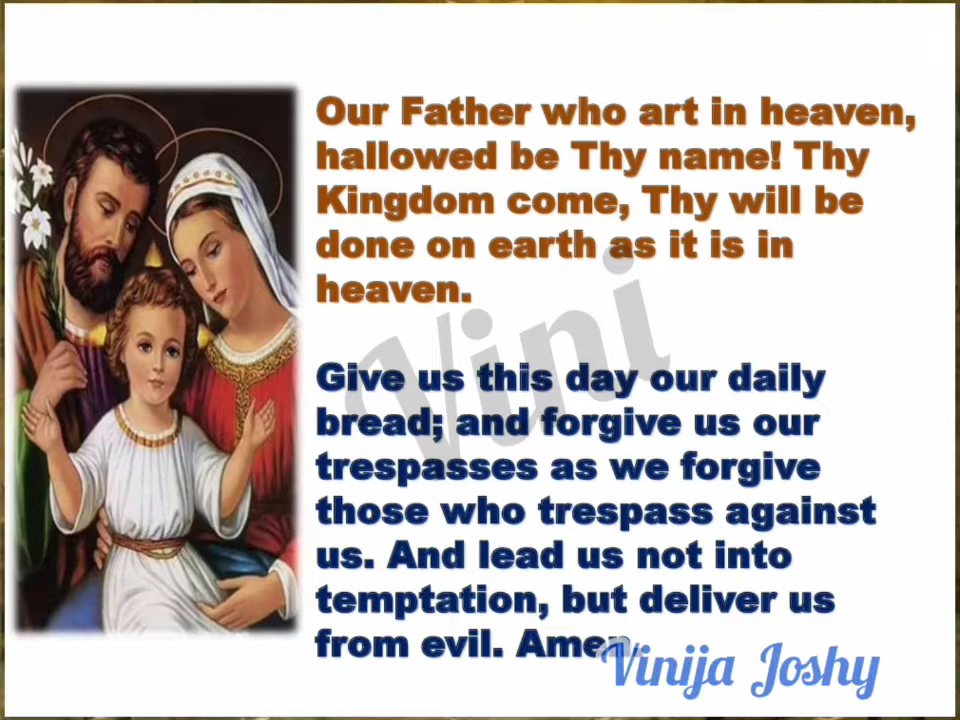 Our Father who art in heaven,
hallowed be Thy name! Thy
Kingdom come, Thy will be
done on earth as it is in
heaven.
Give us this day our daily
bread; and forgive us our
trespasses as we forgive
those who trespass against
us. And lead us not into
temptation, but deliver us
from evil. Amen.
Vini
Vinija Joshy